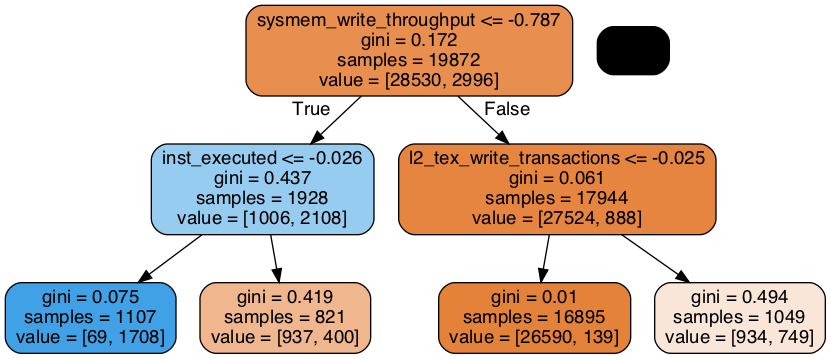 sysmem_write_throughput <= -0.787
gini = 0.172
samples = 19872
value = [28530, 2996]
True
False
inst_executed <= -0.026
gini = 0.437
samples = 1928
value = [1006, 2108]
l2_tex_write_transactions <= -0.025
gini = 0.061
samples = 17944
value = [27524, 888]
gini = 0.075
samples = 1107
value = [69, 1708]
gini = 0.419
samples = 821
value = [937, 400]
gini = 0.01
samples = 16895
value = [26590, 139]
gini = 0.494
samples = 1049
value = [934, 749]